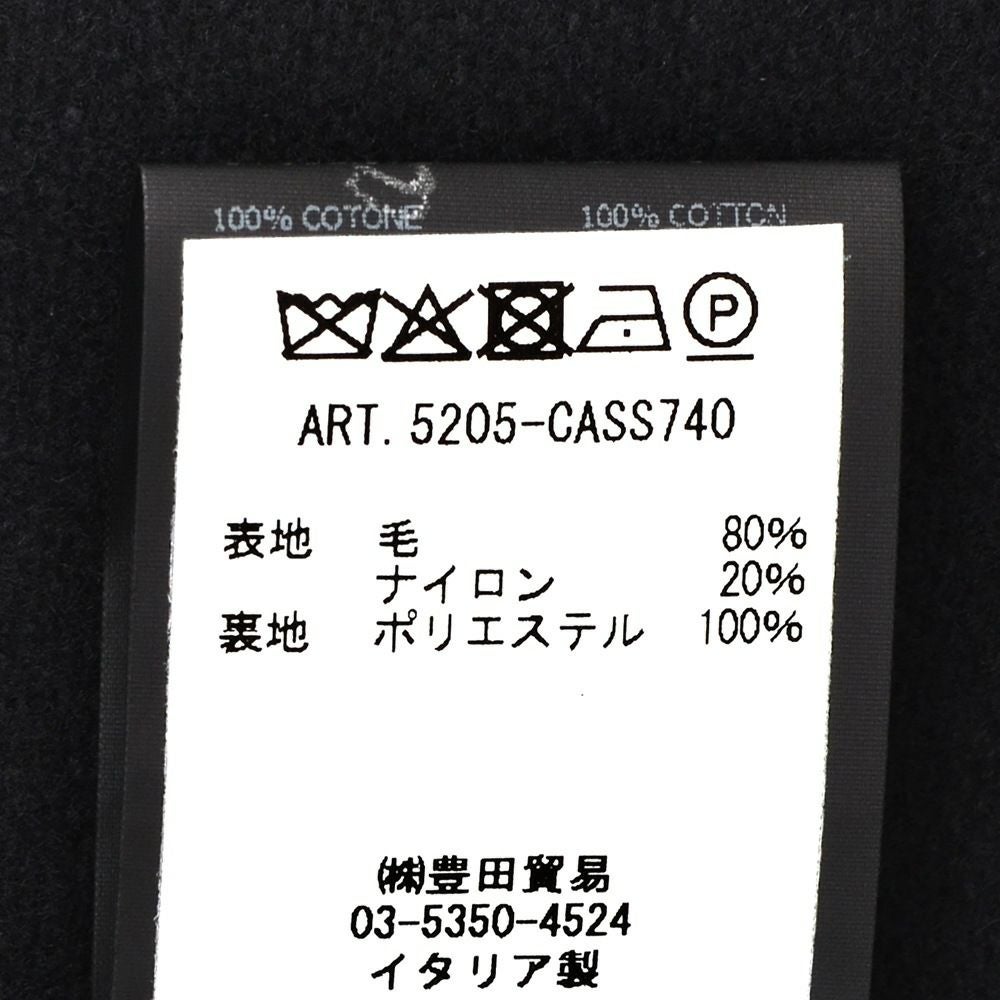 100% COTONE 100% COTTON
P
ART. 5205-CASS740
表地 毛 80%
ナイロン 20%
裏地 ポリエステル 100%
㈱豊田貿易
03-5350-4524
イタリア製